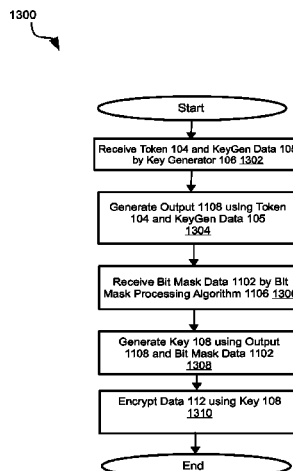 1300
Start
Receive Token 104 and KeyGen Data 105
by Key Generator 106 1302
Generate Output 1108 using Token
104 and KeyGen Data 105
1304
Receive Bit Mask Data 1102 by Bit
Mask Processing Algorithm 1106 1306
Generate Key 108 using Output
1108 and Bit Mask Data 1102
1308
Encrypt Data 112 using Key 108
1310
End